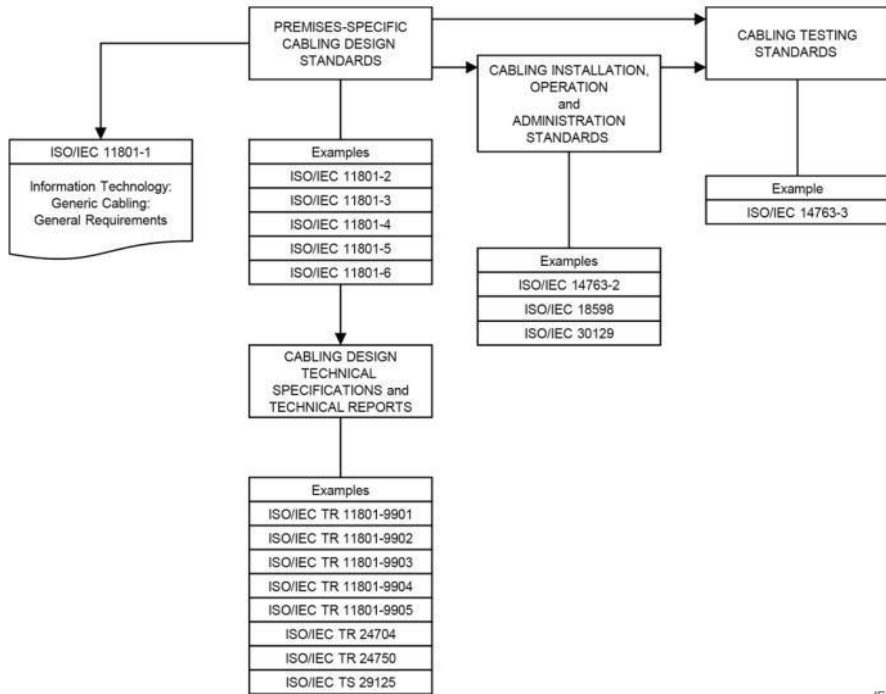 PREMISES-SPECIFIC
CABLING DESIGN
STANDARDS
CABLING TESTING
STANDARDS
CABLING INSTALLATION,
OPERATION
and
ADMINISTRATION
STANDARDS
ISO/IEC 11801-1
Information Technology:
Generic Cabling:
General Requirements
Examples
ISO/IEC 11801-2
ISO/IEC 11801-3
ISO/IEC 11801-4
ISO/IEC 11801-5
ISO/IEC 11801-6
Example
ISO/IEC 14763-3
Examples
ISO/IEC 14763-2
ISO/IEC 18598
ISO/IEC 30129
CABLING DESIGN
TECHNICAL
SPECIFICATIONS and
TECHNICAL REPORTS
Examples
ISO/IEC TR 11801-9901
ISO/IEC TR 11801-9902
ISO/IEC TR 11801-9903
ISO/IEC TR 11801-9904
ISO/IEC TR 11801-9905
ISO/IEC TR 24704
ISO/IEC TR 24750
ISO/IEC TS 29125